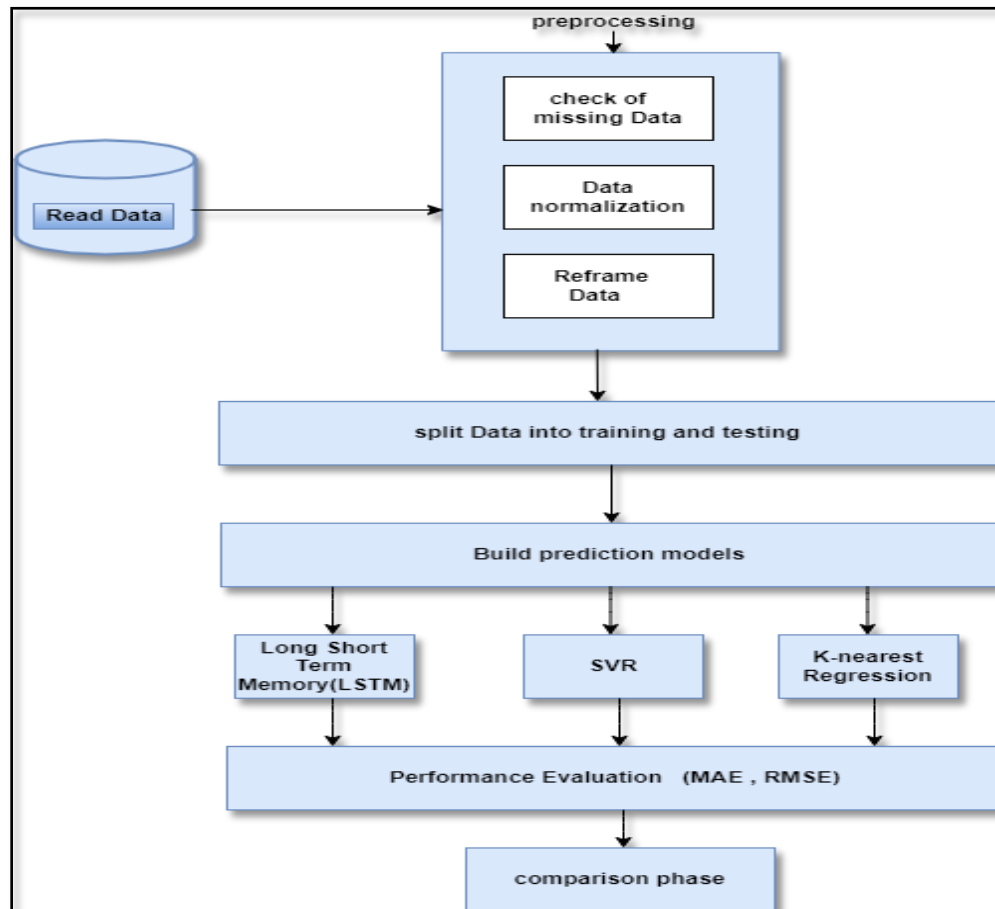 preprocessing
check of
missing Data
Read Data
Data
normalization
Reframe
Data
split Data into training and testing
Build prediction models
Long Short
Term
Memory(LSTM)
SVR
K-nearest
Regression
Performance Evaluation (MAE , RMSE)
comparison phase